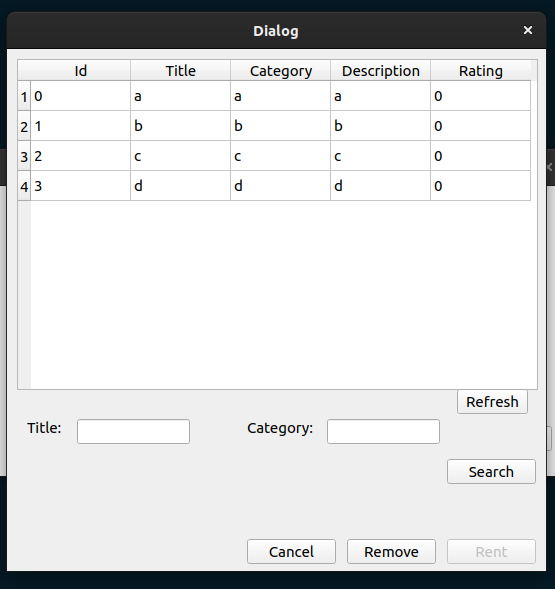 Dialog
Id Title Category Description Rating
1 0 a a a 0
2 1 b b b 0
3 2 c c c 0
4 3 d d d 0
Refresh
Title: Category:
Search
Cancel Remove Rent